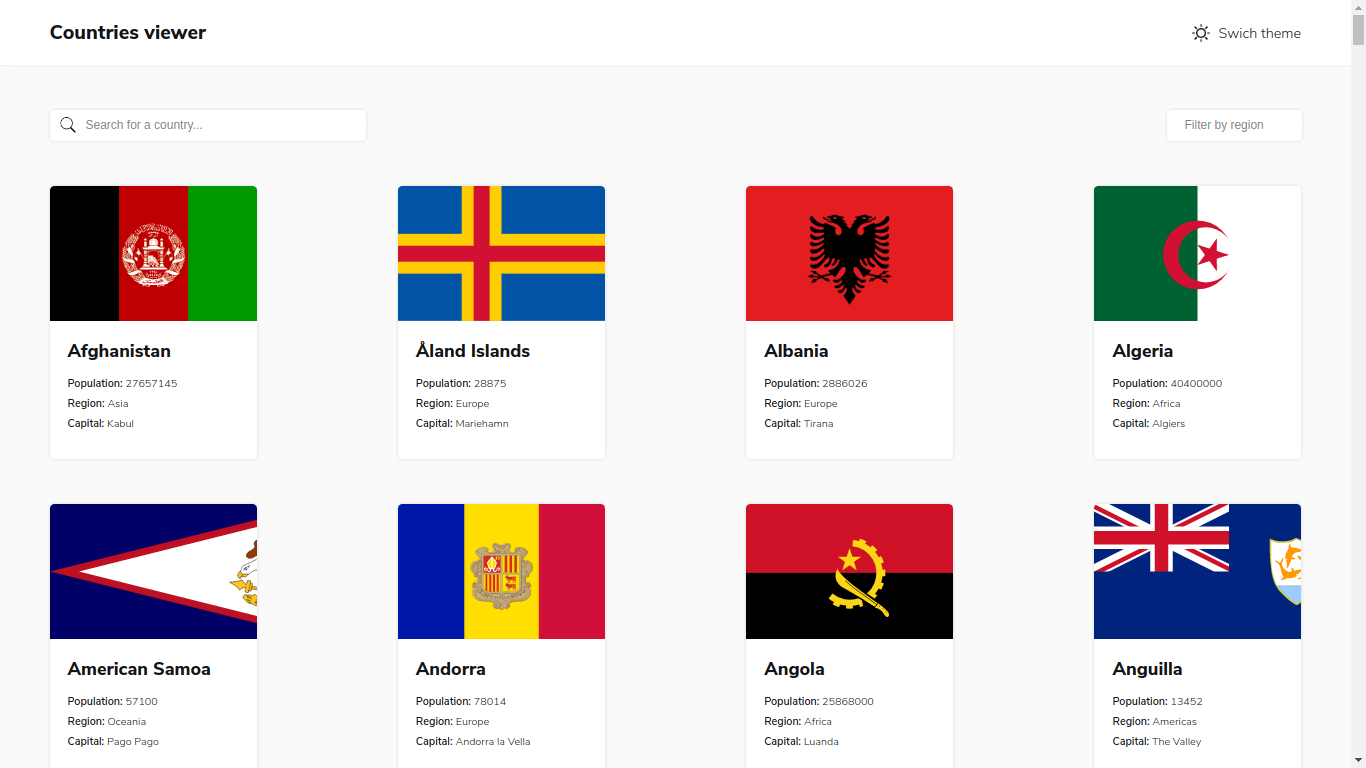 Countries viewer
Swich theme
Search for a country...
Filter by region
Afghanistan
Population: 27657145
Region: Asia
Capital: Kabul
Åland Islands
Population: 28875
Region: Europe
Capital: Mariehamn
Albania
Population: 2886026
Region: Europe
Capital: Tirana
Algeria
Population: 40400000
Region: Africa
Capital: Algiers
American Samoa
Population: 57100
Region: Oceania
Capital: Pago Pago
Andorra
Population: 78014
Region: Europe
Capital: Andorra la Vella
Angola
Population: 25868000
Region: Africa
Capital: Luanda
Anguilla
Population: 13452
Region: Americas
Capital: The Valley